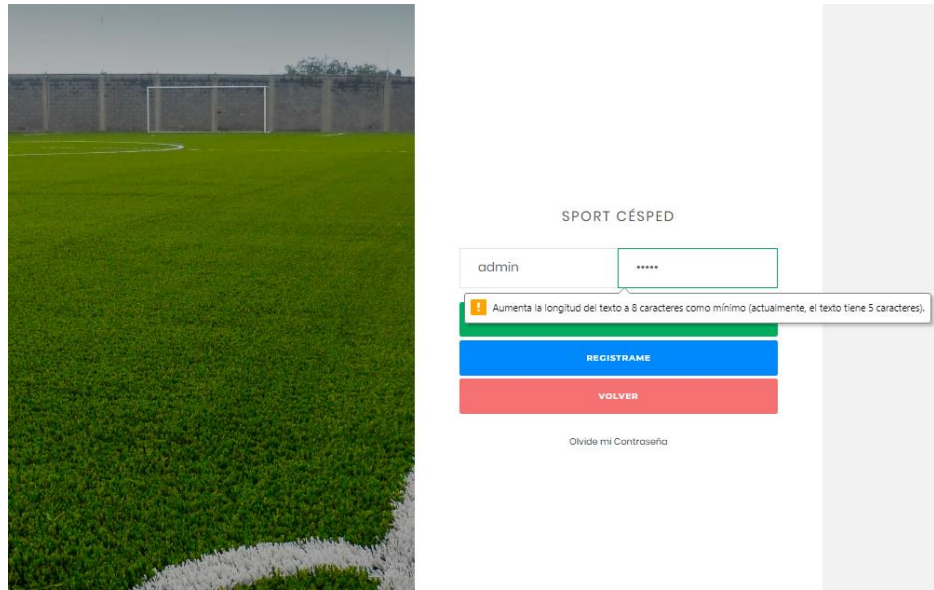 SPORT CÉSPED
admin
•••••
Aumenta la longitud del texto a 8 caracteres como mínimo (actualmente, el texto tiene 5 caracteres).
REGISTRAME
VOLVER
Olvide mi Contraseña